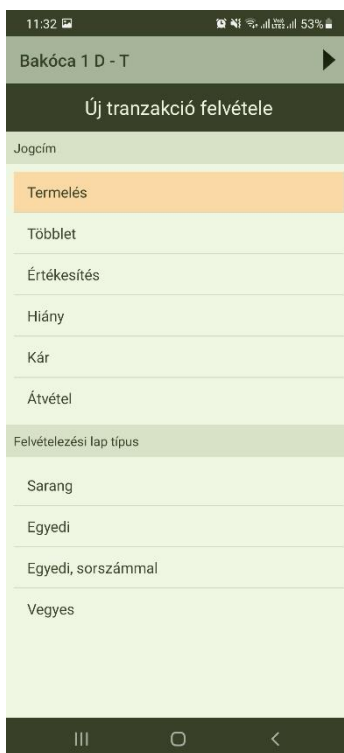 11:32 53%
Bakóca 1 D - T
Új tranzakció felvétele
Jogcím
Termelés
Többlet
Értékesítés
Hiány
Kár
Átvétel
Felvételezési lap típus
Sarang
Egyedi
Egyedi, sorszámmal
Vegyes